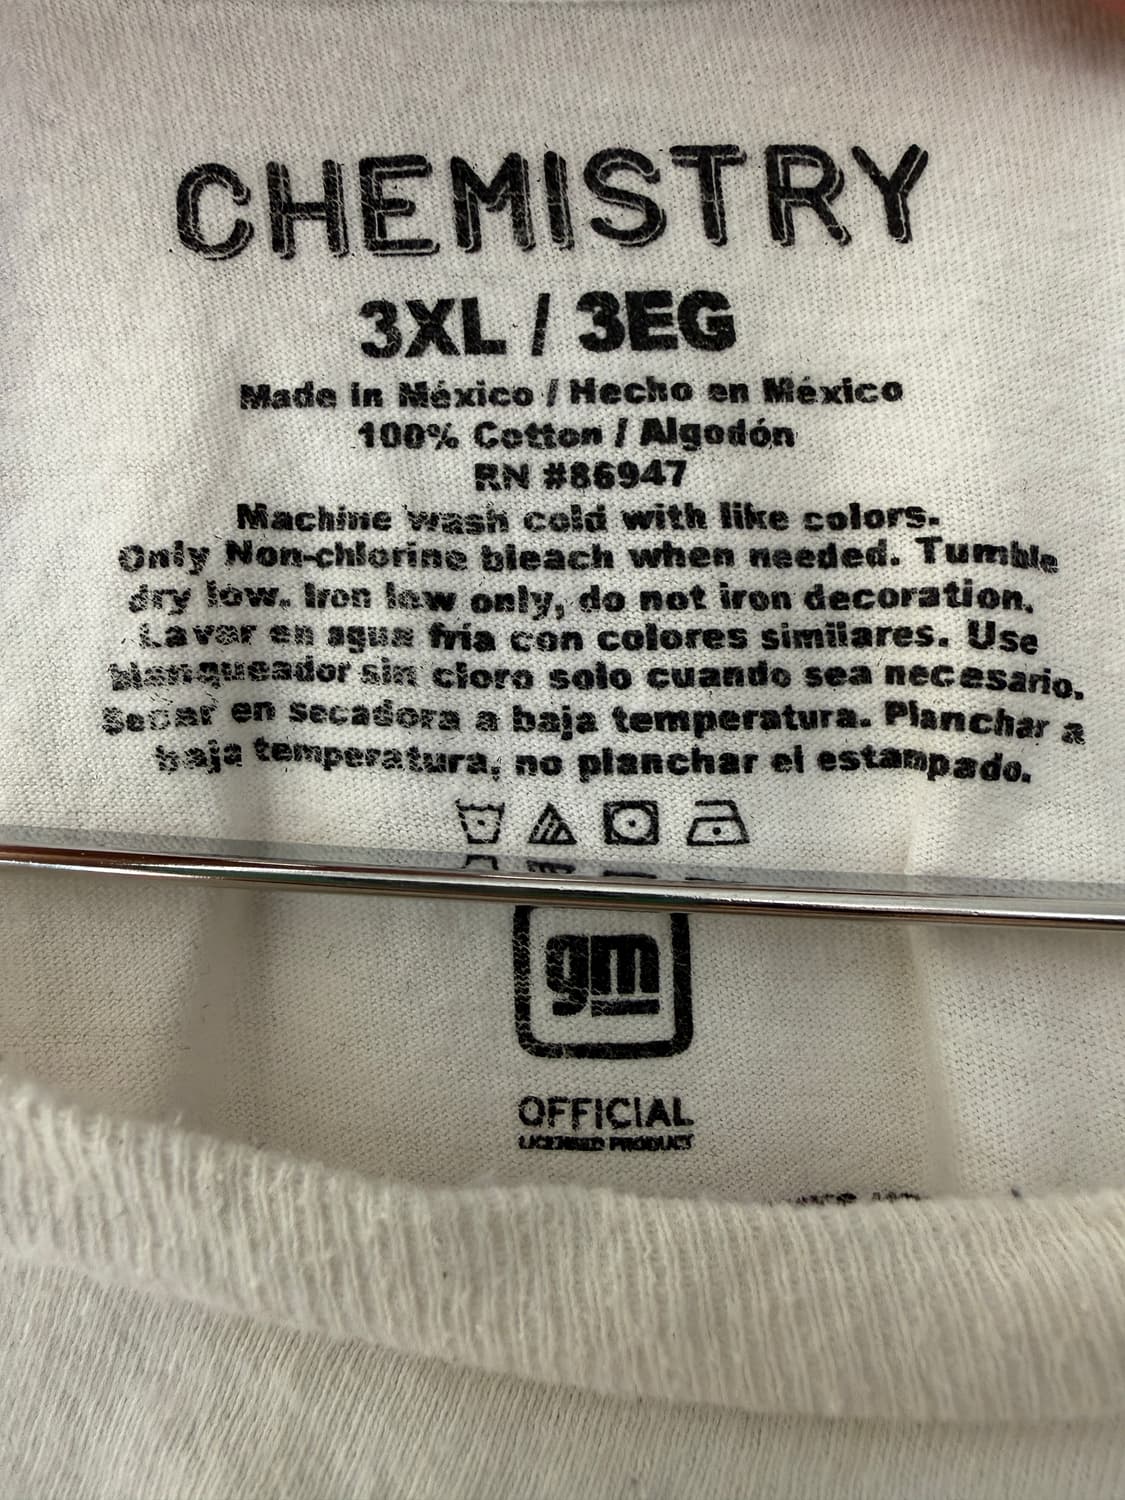 CHEMISTRY
3XL / 3EG
Made in México / Hecho en México
100% Cotton / Algodón
RN #86947
Machine wash cold with like colors.
Only Non-chlorine bleach when needed. Tumble
dry low. Iron low only, do not iron decoration.
Lavar en agua fría con colores similares. Use
blanqueador sin cloro solo cuando sea necesario.
Secar en secadora a baja temperatura. Planchar a
baja temperatura, no planchar el estampado.
gm
OFFICIAL
LICENSED PRODUCT